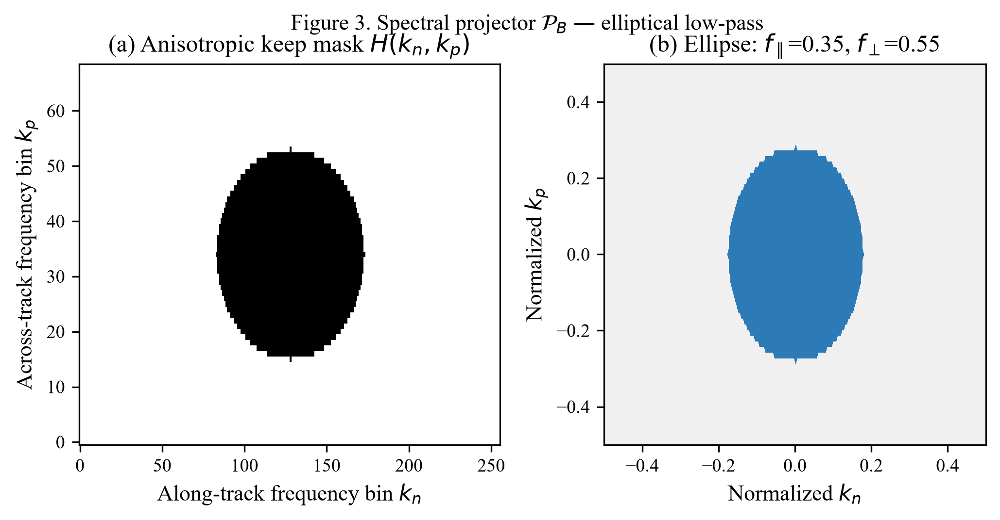 Figure 3. Spectral projector 𝒫_B — elliptical low-pass
(a) Anisotropic keep mask H(k_n, k_p)
Across-track frequency bin k_p
60
50
40
30
20
10
0
0 50 100 150 200 250
Along-track frequency bin k_n
(b) Ellipse: f_∥=0.35, f_⊥=0.55
Normalized k_p
0.4
0.2
0.0
−0.2
−0.4
−0.4 −0.2 0.0 0.2 0.4
Normalized k_n